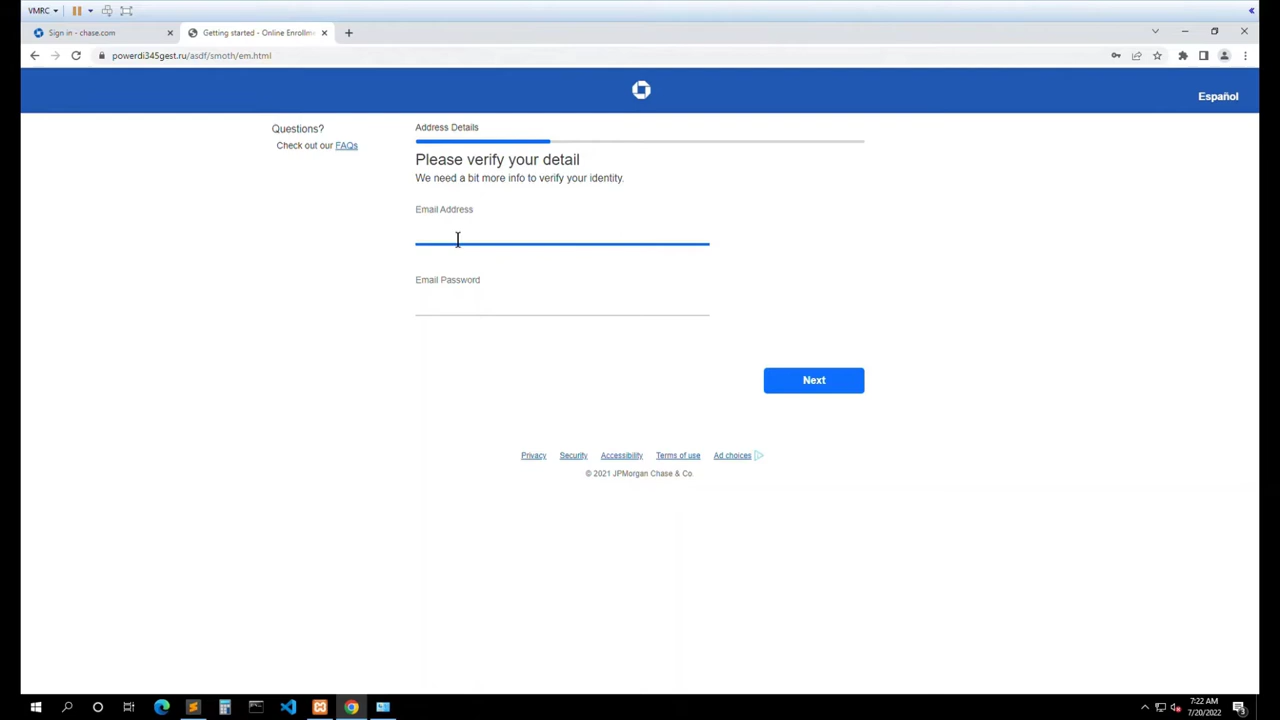 VMRC
Sign in - chase.com
Getting started - Online Enrollme
powerdi345gest.ru/asdf/smoth/em.html
Español
Questions?
Check out our FAQs
Address Details
Please verify your detail
We need a bit more info to verify your identity.
Email Address
Email Password
Next
Privacy Security Accessibility Terms of use Ad choices
© 2021 JPMorgan Chase & Co.
7:22 AM
7/20/2022
3